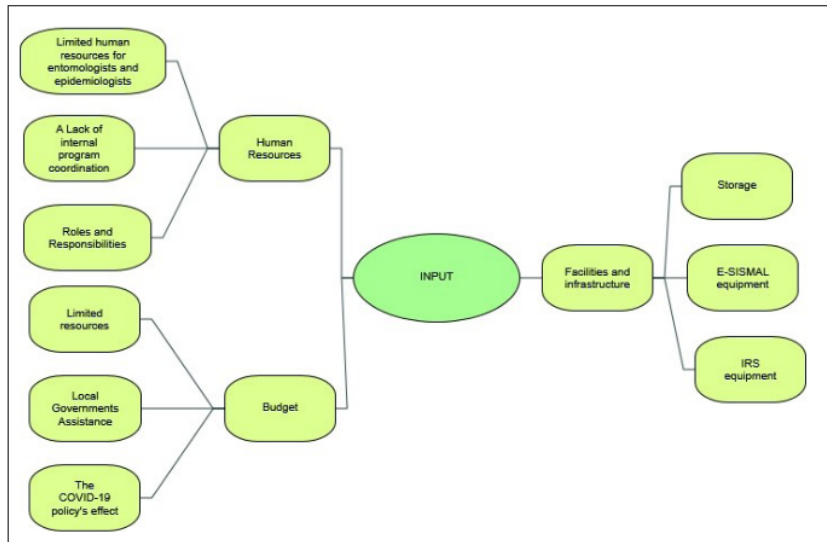 Limited human
resources for
entomologists and
epidemiologists
A Lack of
internal
program
coordination
Human
Resources
Roles and
Responsibilities
Limited
resources
Local
Governments
Assistance
Budget
The
COVID-19
policy's effect
INPUT
Facilities and
infrastructure
Storage
E-SISMAL
equipment
IRS
equipment